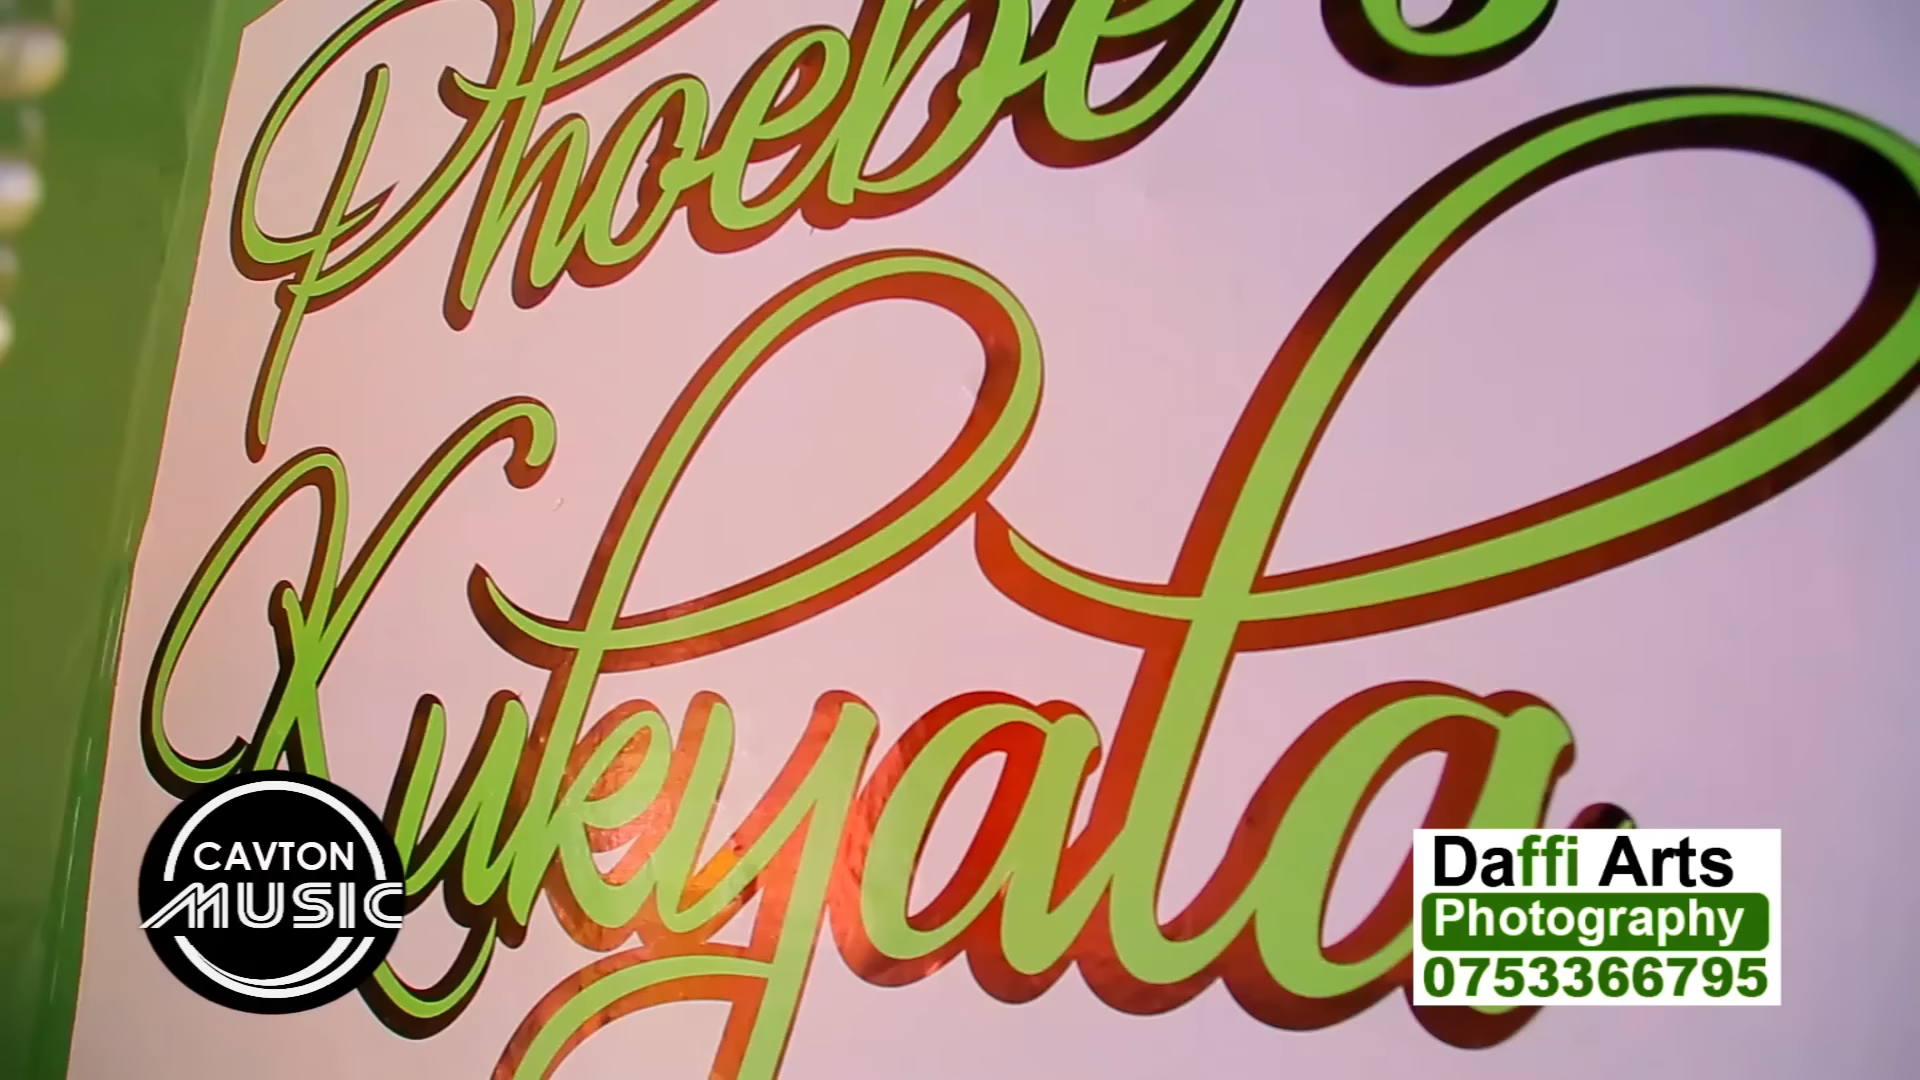 Phoebe's
Kukyala
CAVTON
MUSIC
Daffi Arts
Photography
0753366795